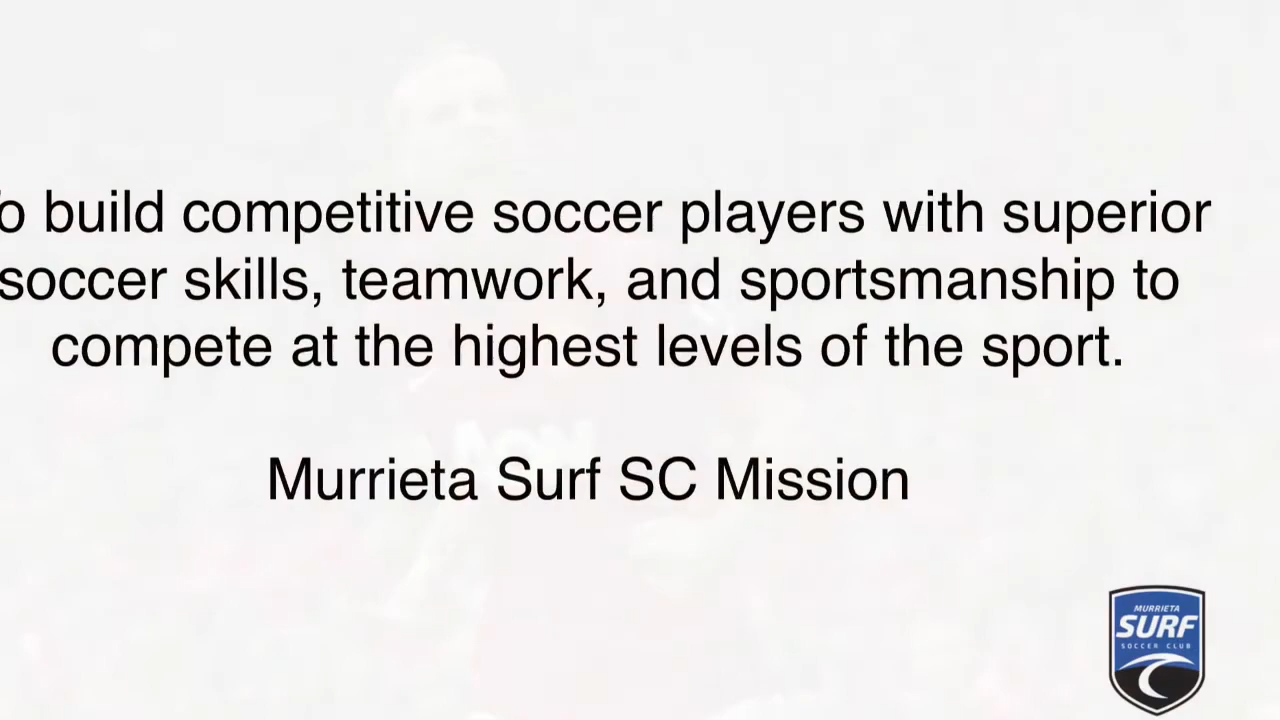 o build competitive soccer players with superior
soccer skills, teamwork, and sportsmanship to
compete at the highest levels of the sport.
Murrieta Surf SC Mission
MURRIETA
SURF
SOCCER CLUB